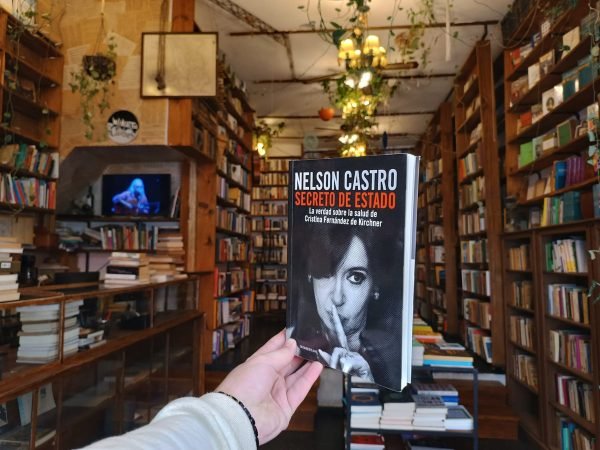 NELSON CASTRO
SECRETO DE ESTADO
La verdad sobre la salud de
Cristina Fernández de Kirchner